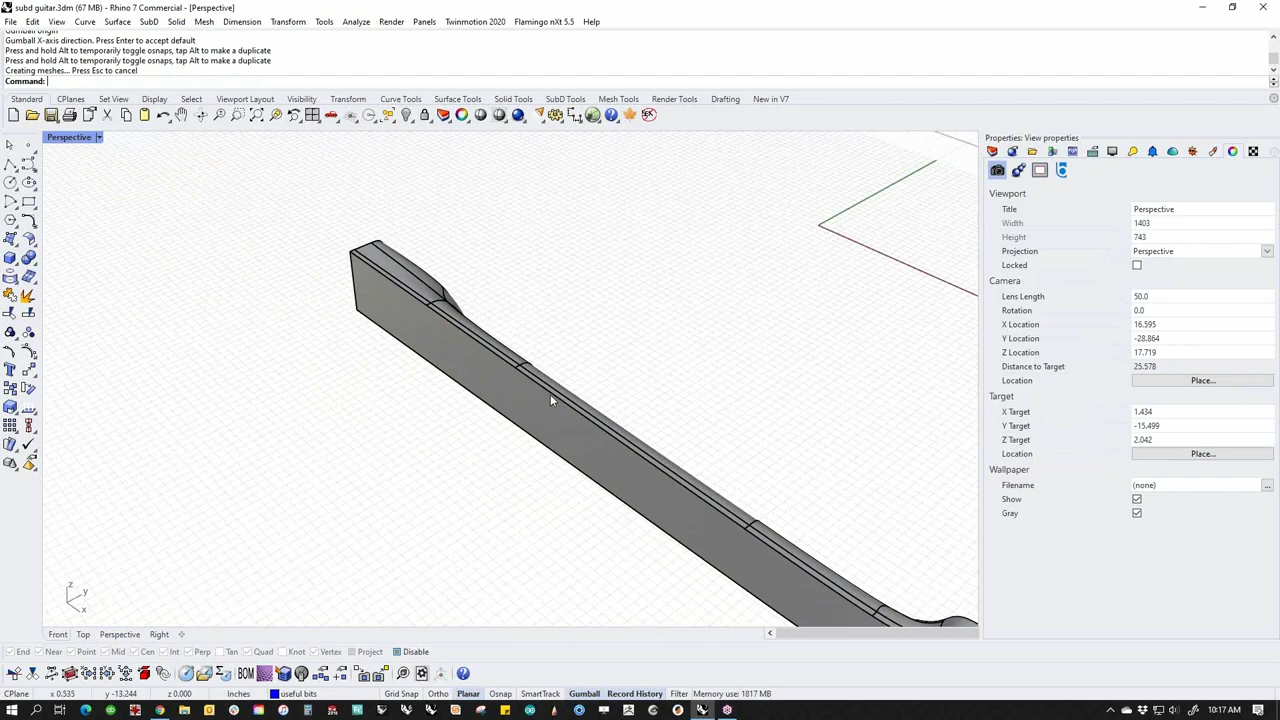 subd guitar.3dm (67 MB) - Rhino 7 Commercial - [Perspective]
File Edit View Curve Surface SubD Solid Mesh Dimension Transform Tools Analyze Render Panels Twinmotion 2020 Flamingo nXt 5.5 Help
Gumball origin
Gumball X-axis direction. Press Enter to accept default
Press and hold Alt to temporarily toggle osnaps, tap Alt to make a duplicate
Press and hold Alt to temporarily toggle osnaps, tap Alt to make a duplicate
Creating meshes... Press Esc to cancel
Command:
Standard CPlanes Set View Display Select Viewport Layout Visibility Transform Curve Tools Surface Tools Solid Tools SubD Tools Mesh Tools Render Tools Drafting New in V7
Perspective
Properties: View properties
Viewport
Title Perspective
Width 1403
Height 743
Projection Perspective
Locked
Camera
Lens Length 50.0
Rotation 0.0
X Location 16.595
Y Location -28.864
Z Location 17.719
Distance to Target 25.578
Location Place...
Target
X Target 1.434
Y Target -15.499
Z Target 2.042
Location Place...
Wallpaper
Filename (none) ...
Show
Gray
z
y
x
Front Top Perspective Right
End Near Point Mid Cen Int Perp Tan Quad Knot Vertex Project Disable
BOM
CPlane x 0.535 y -13.244 z 0.000 Inches useful bits Grid Snap Ortho Planar Osnap SmartTrack Gumball Record History Filter Memory use: 1817 MB
10:17 AM